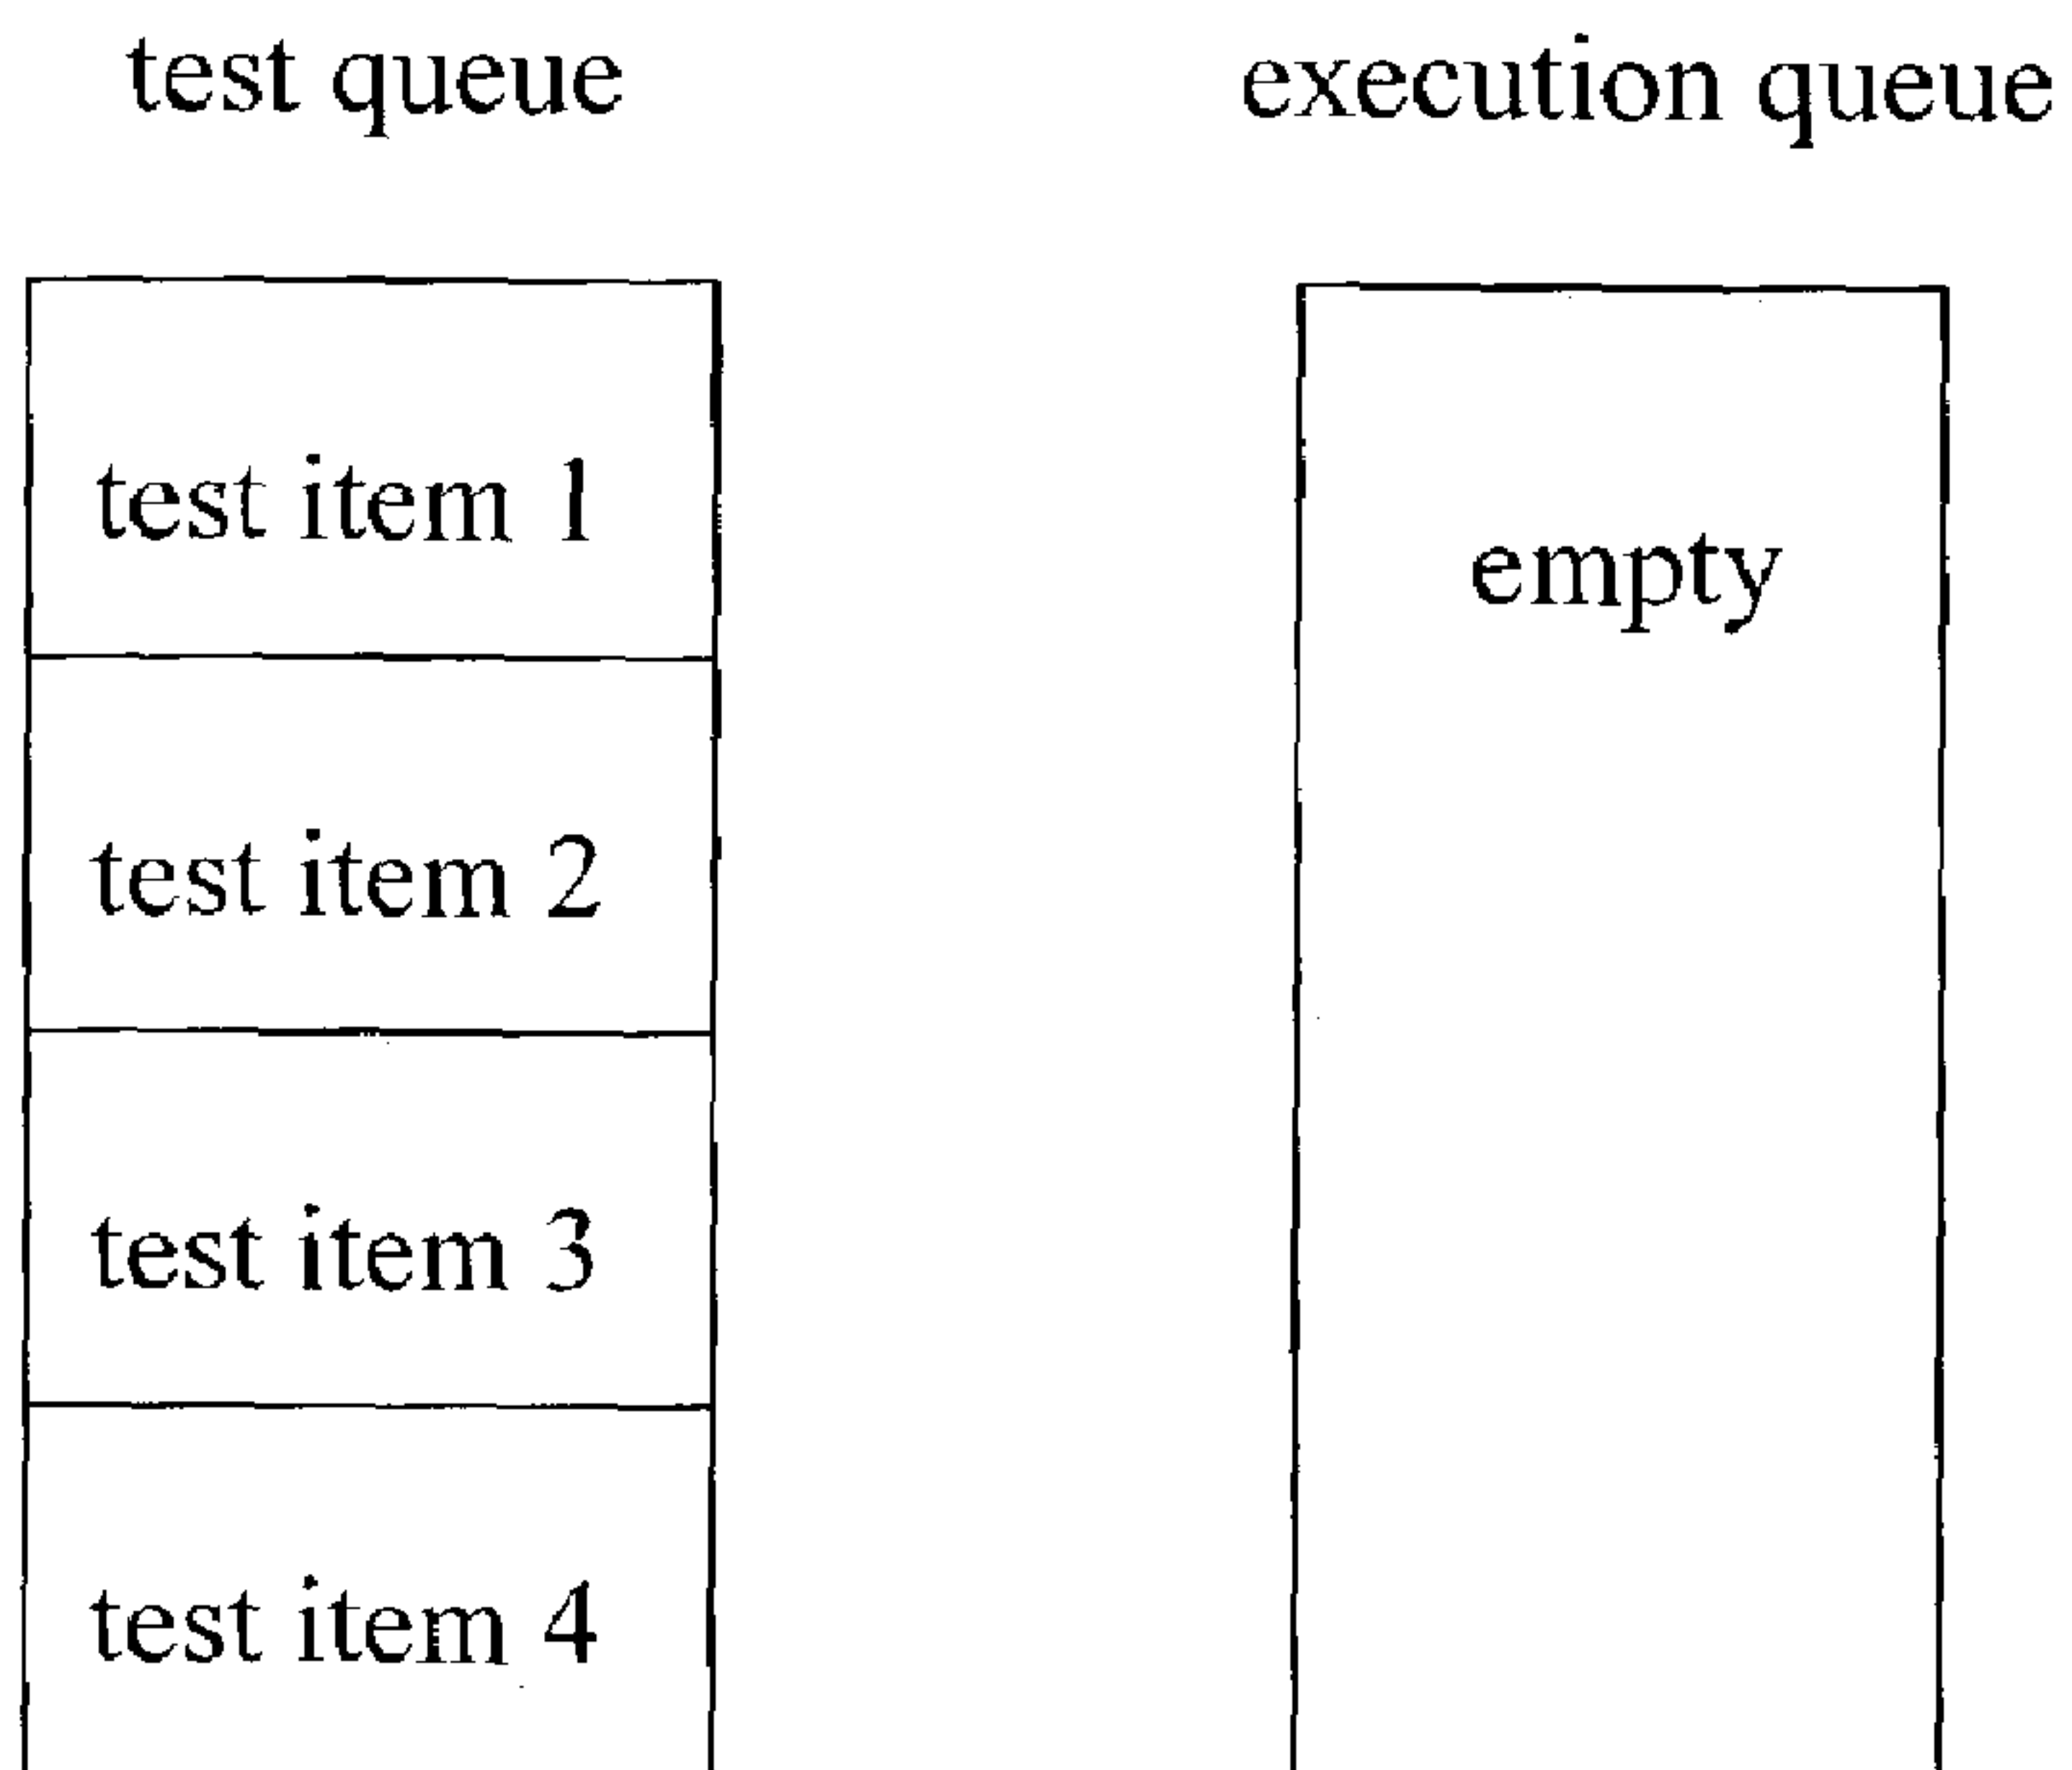 test queue
execution queue
test item 1
empty
test item 2
test item 3
test item 4